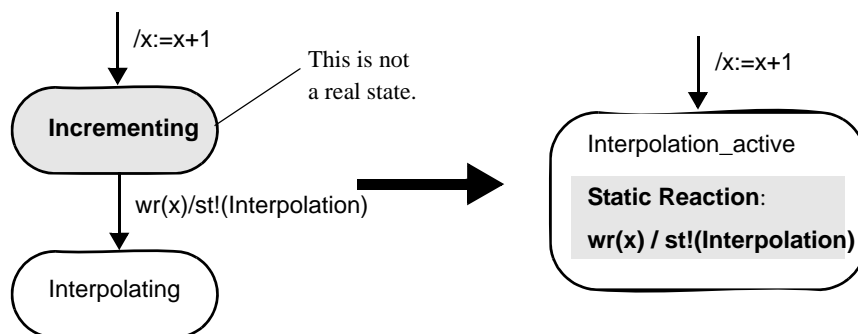 /x:=x+1
This is not
a real state.
Incrementing
wr(x)/st!(Interpolation)
Interpolating
/x:=x+1
Interpolation_active
Static Reaction:
wr(x) / st!(Interpolation)